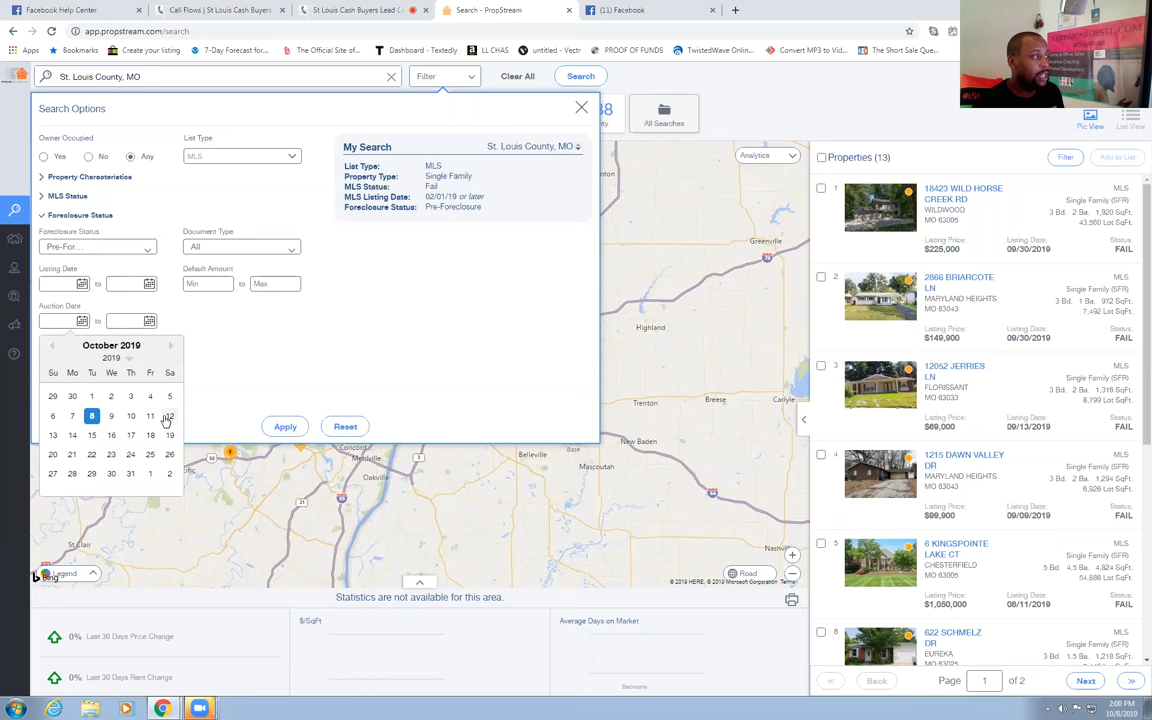 Facebook Help Center
Call Flows | St Louis Cash Buyers
St Louis Cash Buyers Lead C
Search - PropStream
(11) Facebook
app.propstream.com/search
Apps
Bookmarks
Create your listing
7-Day Forecast for...
The Official Site of...
Dashboard - Textedly
LL CHAS
untitled - Vectr
PROOF OF FUNDS
TwistedWave Onlin...
Convert MP3 to Vid...
The Short Sale Que...
St. Louis County, MO
Filter
Clear All
Search
Search Options
All Searches
Pic View
List View
Owner Occupied
List Type
Yes
No
Any
MLS
Property Characteristics
MLS Status
Foreclosure Status
Foreclosure Status
Document Type
Pre-For...
All
Listing Date
Default Amount
to
Min
to
Max
Auction Date
to
October 2019
2019
Su Mo Tu We Th Fr Sa
29 30 1 2 3 4 5
6 7 8 9 10 11 12
13 14 15 16 17 18 19
20 21 22 23 24 25 26
27 28 29 30 31 1 2
My Search
St. Louis County, MO
List Type: MLS
Property Type: Single Family
MLS Status: Fail
MLS Listing Date: 02/01/19 or later
Foreclosure Status: Pre-Foreclosure
Apply
Reset
Analytics
Greenville
Highland
Trenton
Breese
Carlyle
New Baden
Belleville
Mascoutah
Concord
Mehlville
Oakville
St.Clair
Legend
Bing
Road
© 2019 HERE, © 2019 Microsoft Corporation Terms
Statistics are not available for this area.
0% Last 30 Days Price Change
0% Last 30 Days Rent Change
$/SqFt
Average Days on Market
Bedrooms
Properties (13)
Filter
Add to List
1
18423 WILD HORSE
CREEK RD
WILDWOOD
MO 63005
MLS
Single Family (SFR)
3 Bd. 2 Ba. 1,920 SqFt.
43,560 Lot SqFt.
Listing Price:
$225,000
Listing Date:
09/30/2019
Status:
FAIL
2
2866 BRIARCOTE
LN
MARYLAND HEIGHTS
MO 63043
MLS
Single Family (SFR)
3 Bd. 1 Ba. 972 SqFt.
7,492 Lot SqFt.
Listing Price:
$149,900
Listing Date:
09/30/2019
Status:
FAIL
3
12052 JERRIES
LN
FLORISSANT
MO 63033
MLS
Single Family (SFR)
3 Bd. 2 Ba. 1,316 SqFt.
8,799 Lot SqFt.
Listing Price:
$69,000
Listing Date:
09/13/2019
Status:
FAIL
4
1215 DAWN VALLEY
DR
MARYLAND HEIGHTS
MO 63043
MLS
Single Family (SFR)
3 Bd. 2 Ba. 1,294 SqFt.
6,926 Lot SqFt.
Listing Price:
$99,900
Listing Date:
09/09/2019
Status:
FAIL
5
6 KINGSPOINTE
LAKE CT
CHESTERFIELD
MO 63005
MLS
Single Family (SFR)
5 Bd. 4.5 Ba. 4,824 SqFt.
54,886 Lot SqFt.
Listing Price:
$1,050,000
Listing Date:
08/11/2019
Status:
FAIL
6
622 SCHMELZ
DR
EUREKA
MO 63025
MLS
Single Family (SFR)
3 Bd. 1.5 Ba. 1,218 SqFt.
Back
Page 1 of 2
Next
2:00 PM
10/8/2019